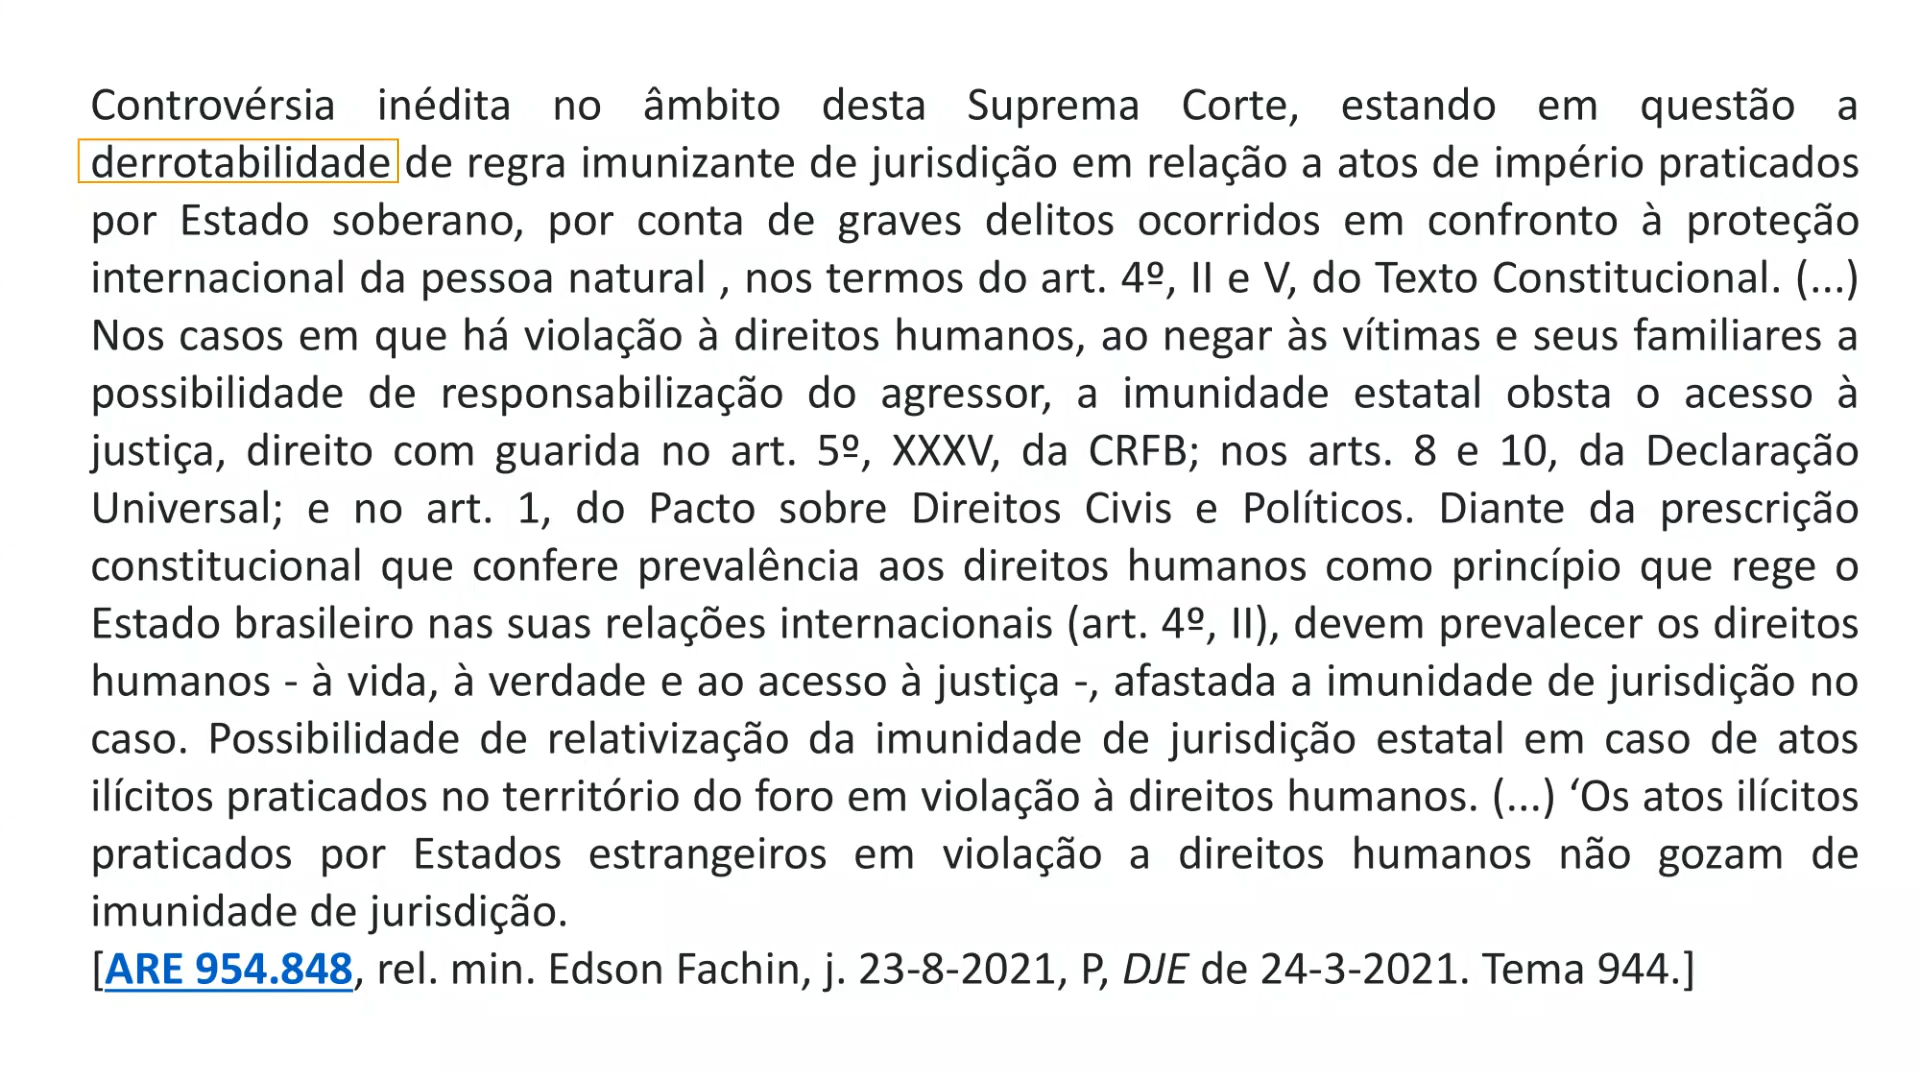 Controvérsia inédita no âmbito desta Suprema Corte, estando em questão a
derrotabilidade de regra imunizante de jurisdição em relação a atos de império praticados
por Estado soberano, por conta de graves delitos ocorridos em confronto à proteção
internacional da pessoa natural , nos termos do art. 4º, II e V, do Texto Constitucional. (...)
Nos casos em que há violação à direitos humanos, ao negar às vítimas e seus familiares a
possibilidade de responsabilização do agressor, a imunidade estatal obsta o acesso à
justiça, direito com guarida no art. 5º, XXXV, da CRFB; nos arts. 8 e 10, da Declaração
Universal; e no art. 1, do Pacto sobre Direitos Civis e Políticos. Diante da prescrição
constitucional que confere prevalência aos direitos humanos como princípio que rege o
Estado brasileiro nas suas relações internacionais (art. 4º, II), devem prevalecer os direitos
humanos - à vida, à verdade e ao acesso à justiça -, afastada a imunidade de jurisdição no
caso. Possibilidade de relativização da imunidade de jurisdição estatal em caso de atos
ilícitos praticados no território do foro em violação à direitos humanos. (...) ‘Os atos ilícitos
praticados por Estados estrangeiros em violação a direitos humanos não gozam de
imunidade de jurisdição.
[ARE 954.848, rel. min. Edson Fachin, j. 23-8-2021, P, DJE de 24-3-2021. Tema 944.]